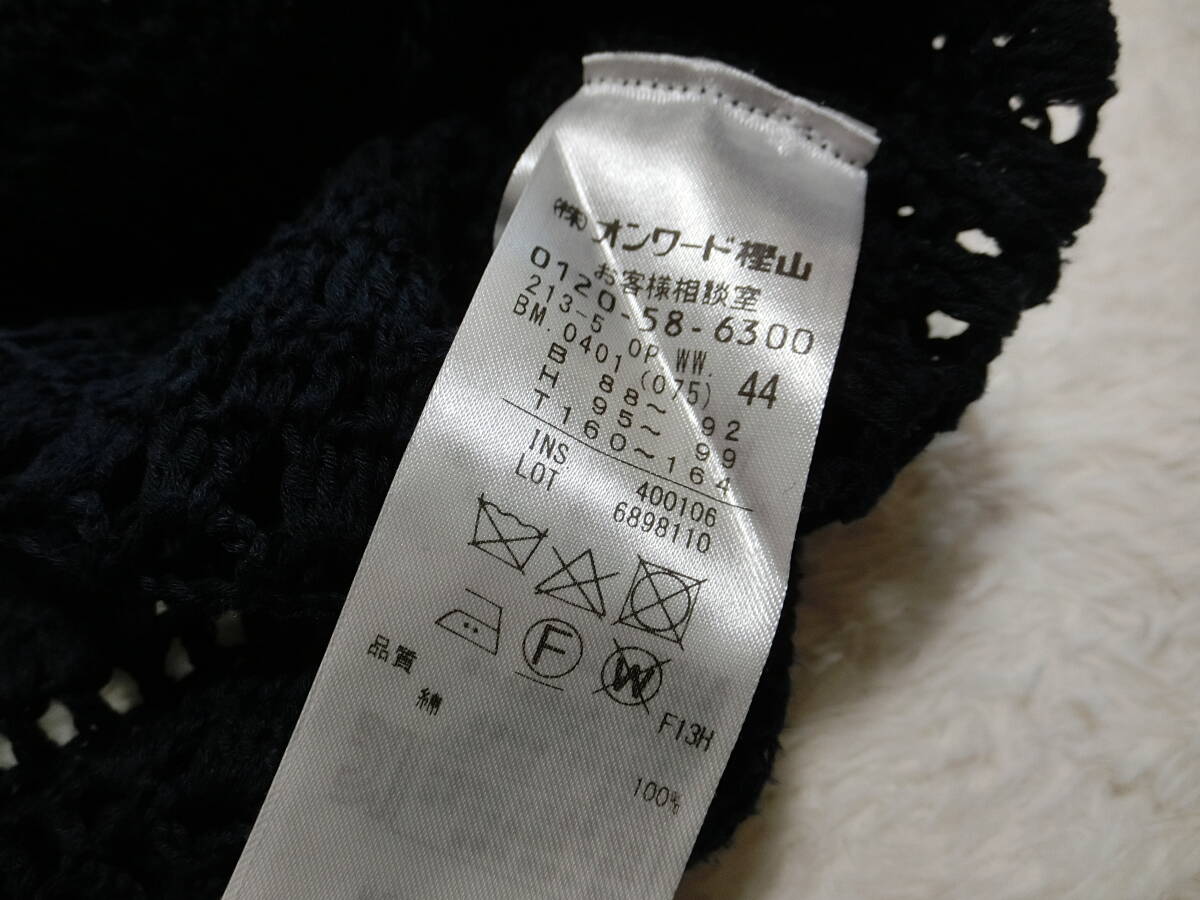 (株)オンワード樫山
お客様相談室
0120-58-6300
213-5 OP WW.
BM.0401(075) 44
B 88～ 92
H 95～ 99
T160～164
INS 400106
LOT 6898110
F
W
F13H
品質
綿 100%